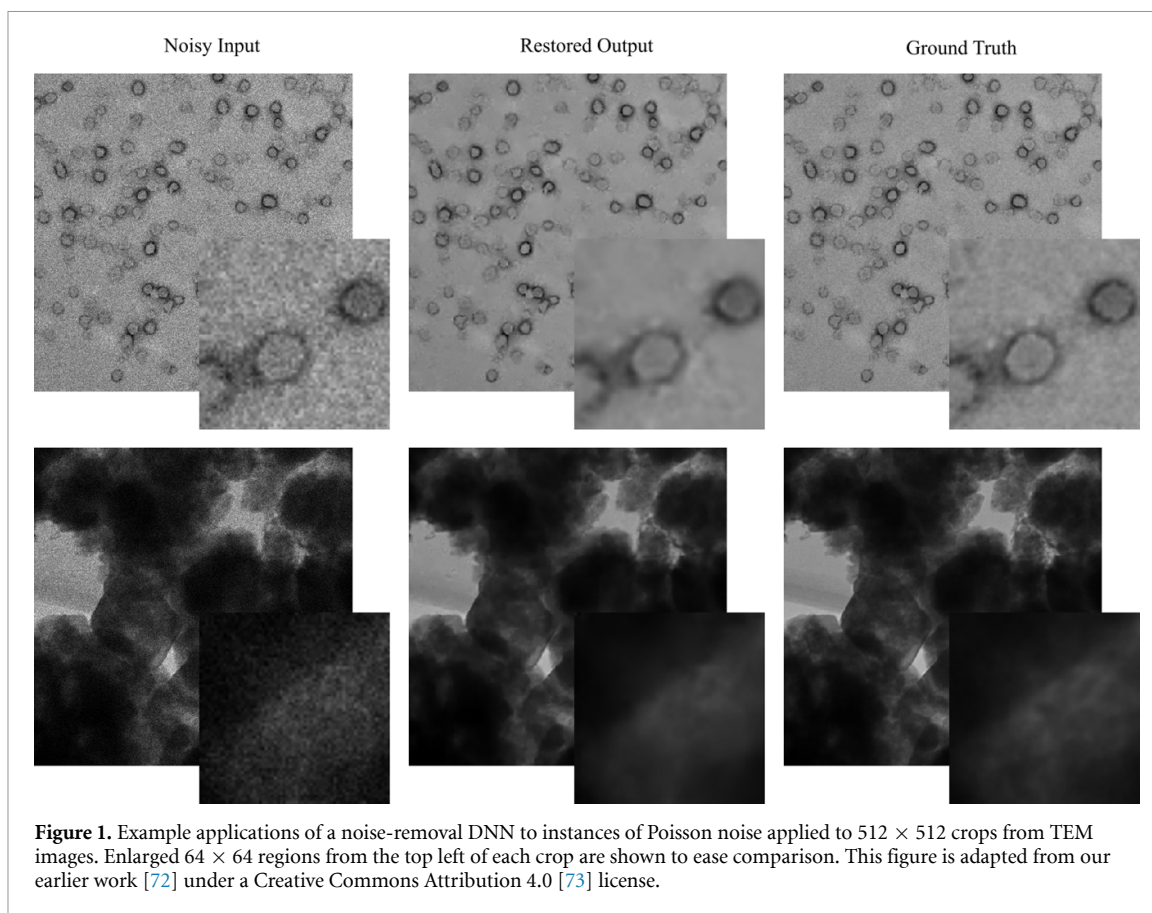 Noisy Input
Restored Output
Ground Truth
Figure 1. Example applications of a noise-removal DNN to instances of Poisson noise applied to 512 × 512 crops from TEM
images. Enlarged 64 × 64 regions from the top left of each crop are shown to ease comparison. This figure is adapted from our
earlier work [72] under a Creative Commons Attribution 4.0 [73] license.